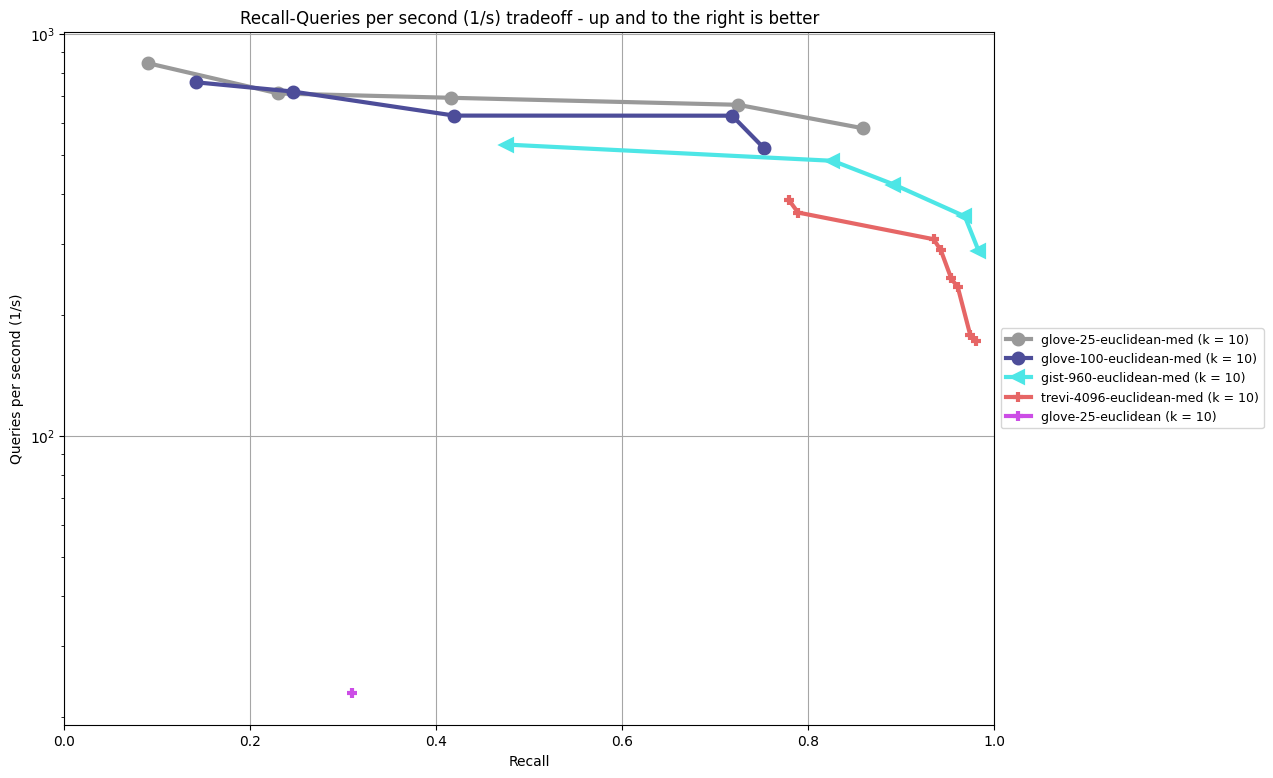 Recall-Queries per second (1/s) tradeoff - up and to the right is better
10³
10²
Queries per second (1/s)
0.0 0.2 0.4 0.6 0.8 1.0
Recall
glove-25-euclidean-med (k = 10)
glove-100-euclidean-med (k = 10)
gist-960-euclidean-med (k = 10)
trevi-4096-euclidean-med (k = 10)
glove-25-euclidean (k = 10)